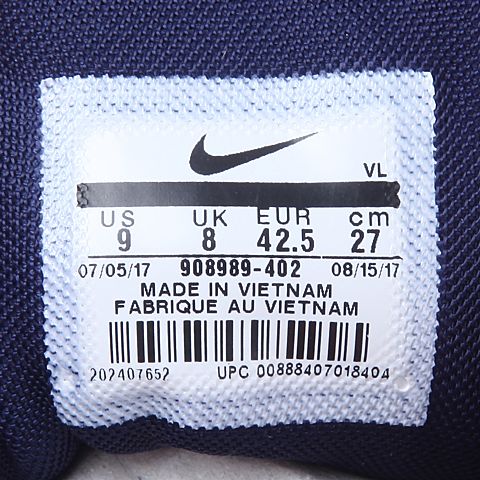 VL
US UK EUR cm
9 8 42.5 27
07/05/17 908989-402 08/15/17
MADE IN VIETNAM
FABRIQUE AU VIETNAM
202407652 UPC 00888407018404